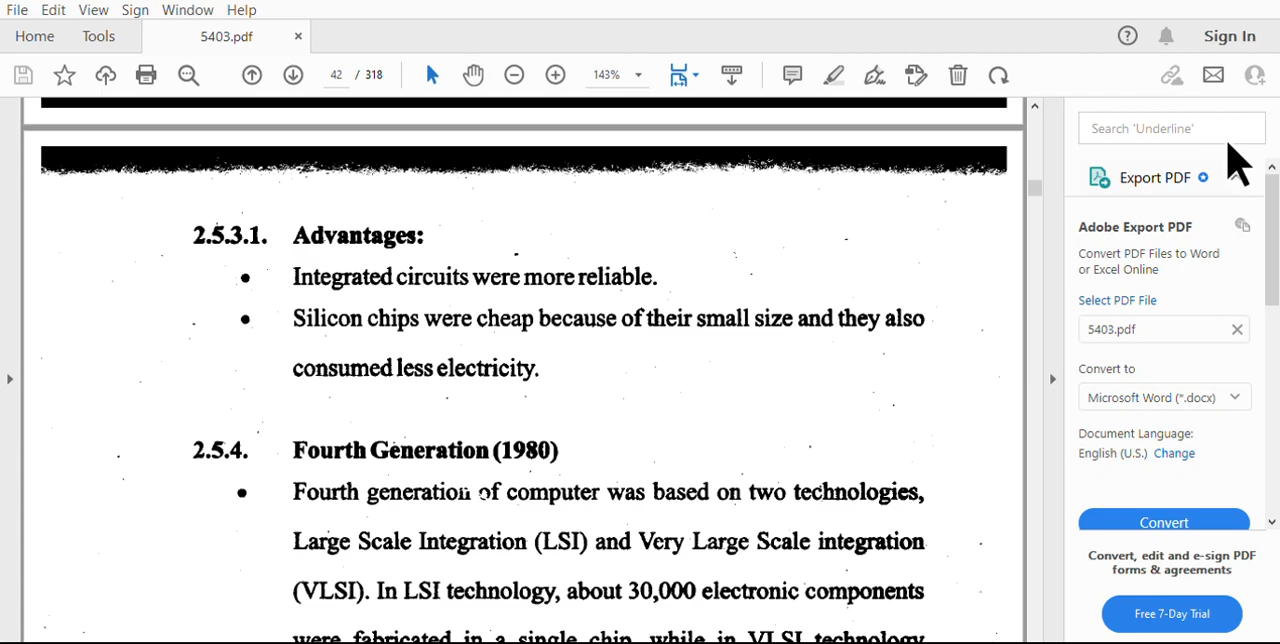 File Edit View Sign Window Help
Home Tools 5403.pdf × Sign In
42 / 318 143%
Search 'Underline'
Export PDF
Adobe Export PDF
Convert PDF Files to Word
or Excel Online
Select PDF File
5403.pdf
Convert to
Microsoft Word (*.docx)
Document Language:
English (U.S.) Change
Convert
Convert, edit and e-sign PDF
forms & agreements
Free 7-Day Trial
2.5.3.1. Advantages:
• Integrated circuits were more reliable.
• Silicon chips were cheap because of their small size and they also
consumed less electricity.
2.5.4. Fourth Generation (1980)
• Fourth generation of computer was based on two technologies,
Large Scale Integration (LSI) and Very Large Scale integration
(VLSI). In LSI technology, about 30,000 electronic components
were fabricated in a single chip, while in VLSI technology